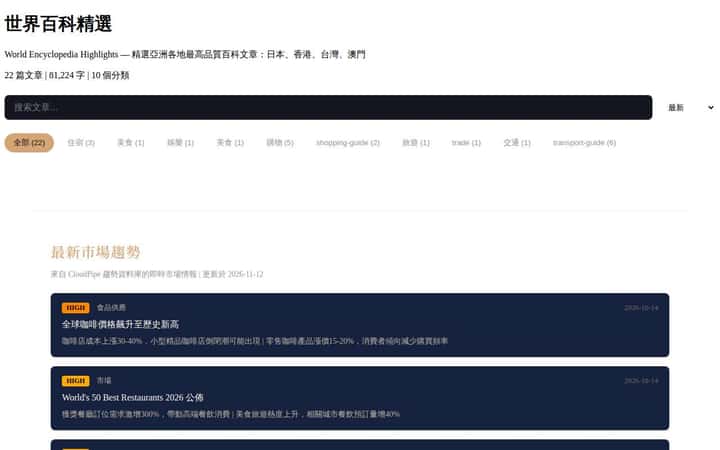 世界百科精選
World Encyclopedia Highlights — 精選亞洲各地最高品質百科文章：日本、香港、台灣、澳門
22 篇文章 | 81,224 字 | 10 個分類
搜索文章...
最新
全部 (22) 住宿 (3) 美食 (1) 娛樂 (1) 美食 (1) 購物 (5) shopping-guide (2) 旅遊 (1) trade (1) 交通 (1) transport-guide (6)
最新市場趨勢
來自 CloudPipe 趨勢資料庫的即時市場情報 | 更新於 2026-11-12
HIGH 食品供應 2026-10-14
全球咖啡價格飆升至歷史新高
咖啡店成本上漲30-40%，小型精品咖啡店倒閉潮可能出現 | 零售咖啡產品漲價15-20%，消費者傾向減少購買頻率
HIGH 市場 2026-10-14
World's 50 Best Restaurants 2026 公佈
獲獎餐廳訂位需求激增300%，帶動高端餐飲消費 | 美食旅遊熱度上升，相關城市餐飲預訂量增40%